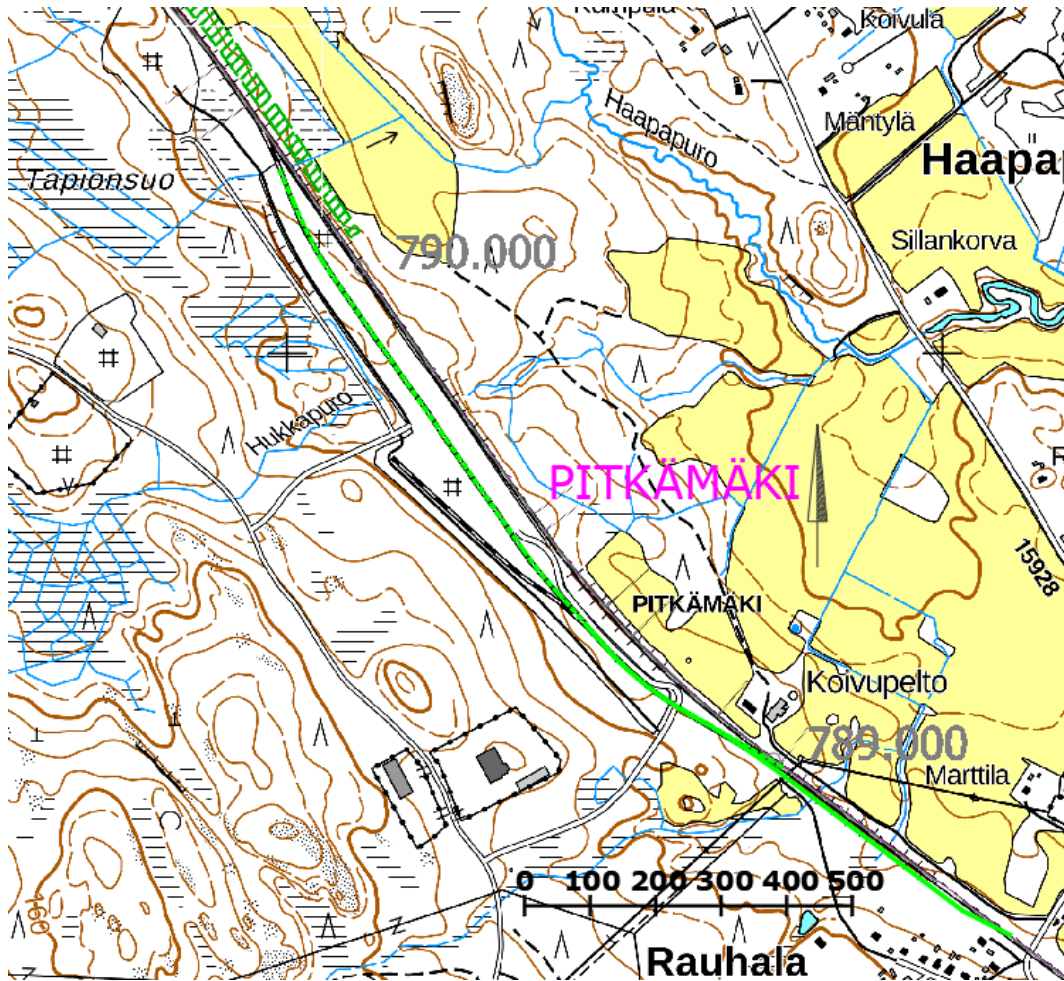 Koivula
Haapapuro
Mäntylä
Tapionsuo
Sillankorva
790.000
Hukkapuro
PITKÄMÄKI
15928
PITKÄMÄKI
Koivupelto
789.000
Marttila
0 100 200 300 400 500
160
Rauhala